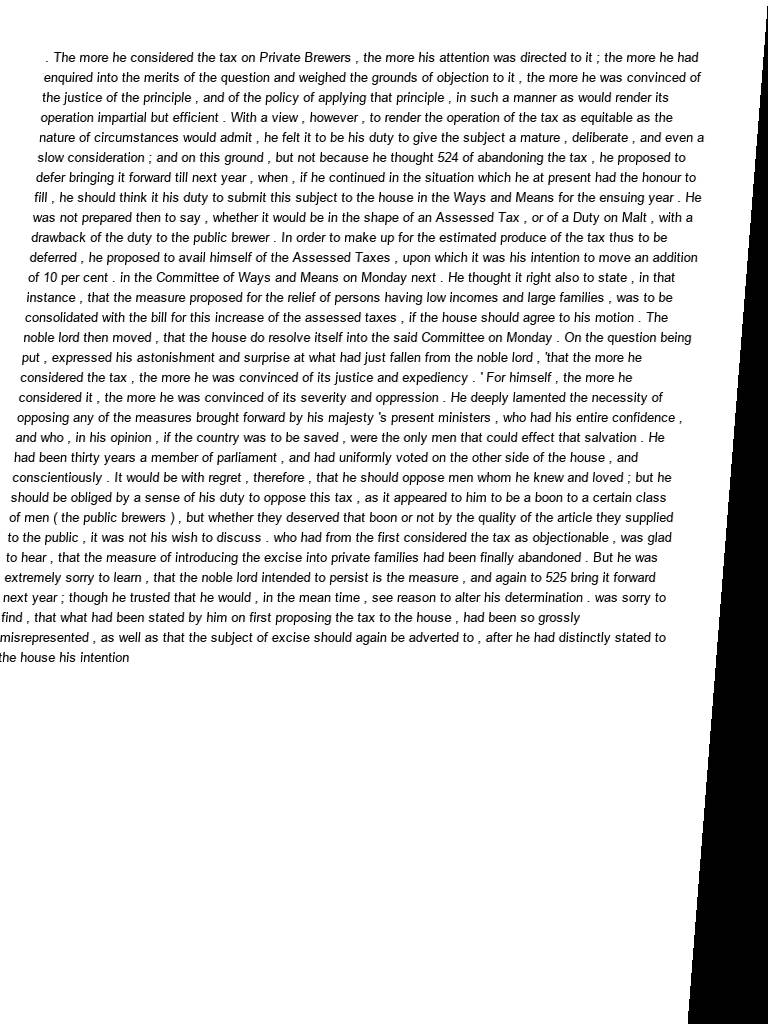 . The more he considered the tax on Private Brewers , the more his attention was directed to it ; the more he had
enquired into the merits of the question and weighed the grounds of objection to it , the more he was convinced of
the justice of the principle , and of the policy of applying that principle , in such a manner as would render its
operation impartial but efficient . With a view , however , to render the operation of the tax as equitable as the
nature of circumstances would admit , he felt it to be his duty to give the subject a mature , deliberate , and even a
slow consideration ; and on this ground , but not because he thought 524 of abandoning the tax , he proposed to
defer bringing it forward till next year , when , if he continued in the situation which he at present had the honour to
fill , he should think it his duty to submit this subject to the house in the Ways and Means for the ensuing year . He
was not prepared then to say , whether it would be in the shape of an Assessed Tax , or of a Duty on Malt , with a
drawback of the duty to the public brewer . In order to make up for the estimated produce of the tax thus to be
deferred , he proposed to avail himself of the Assessed Taxes , upon which it was his intention to move an addition
of 10 per cent . in the Committee of Ways and Means on Monday next . He thought it right also to state , in that
instance , that the measure proposed for the relief of persons having low incomes and large families , was to be
consolidated with the bill for this increase of the assessed taxes , if the house should agree to his motion . The
noble lord then moved , that the house do resolve itself into the said Committee on Monday . On the question being
put , expressed his astonishment and surprise at what had just fallen from the noble lord , 'that the more he
considered the tax , the more he was convinced of its justice and expediency . ' For himself , the more he
considered it , the more he was convinced of its severity and oppression . He deeply lamented the necessity of
opposing any of the measures brought forward by his majesty 's present ministers , who had his entire confidence ,
and who , in his opinion , if the country was to be saved , were the only men that could effect that salvation . He
had been thirty years a member of parliament , and had uniformly voted on the other side of the house , and
conscientiously . It would be with regret , therefore , that he should oppose men whom he knew and loved ; but he
should be obliged by a sense of his duty to oppose this tax , as it appeared to him to be a boon to a certain class
of men ( the public brewers ) , but whether they deserved that boon or not by the quality of the article they supplied
to the public , it was not his wish to discuss . who had from the first considered the tax as objectionable , was glad
to hear , that the measure of introducing the excise into private families had been finally abandoned . But he was
extremely sorry to learn , that the noble lord intended to persist is the measure , and again to 525 bring it forward
next year ; though he trusted that he would , in the mean time , see reason to alter his determination . was sorry to
find , that what had been stated by him on first proposing the tax to the house , had been so grossly
misrepresented , as well as that the subject of excise should again be adverted to , after he had distinctly stated to
the house his intention